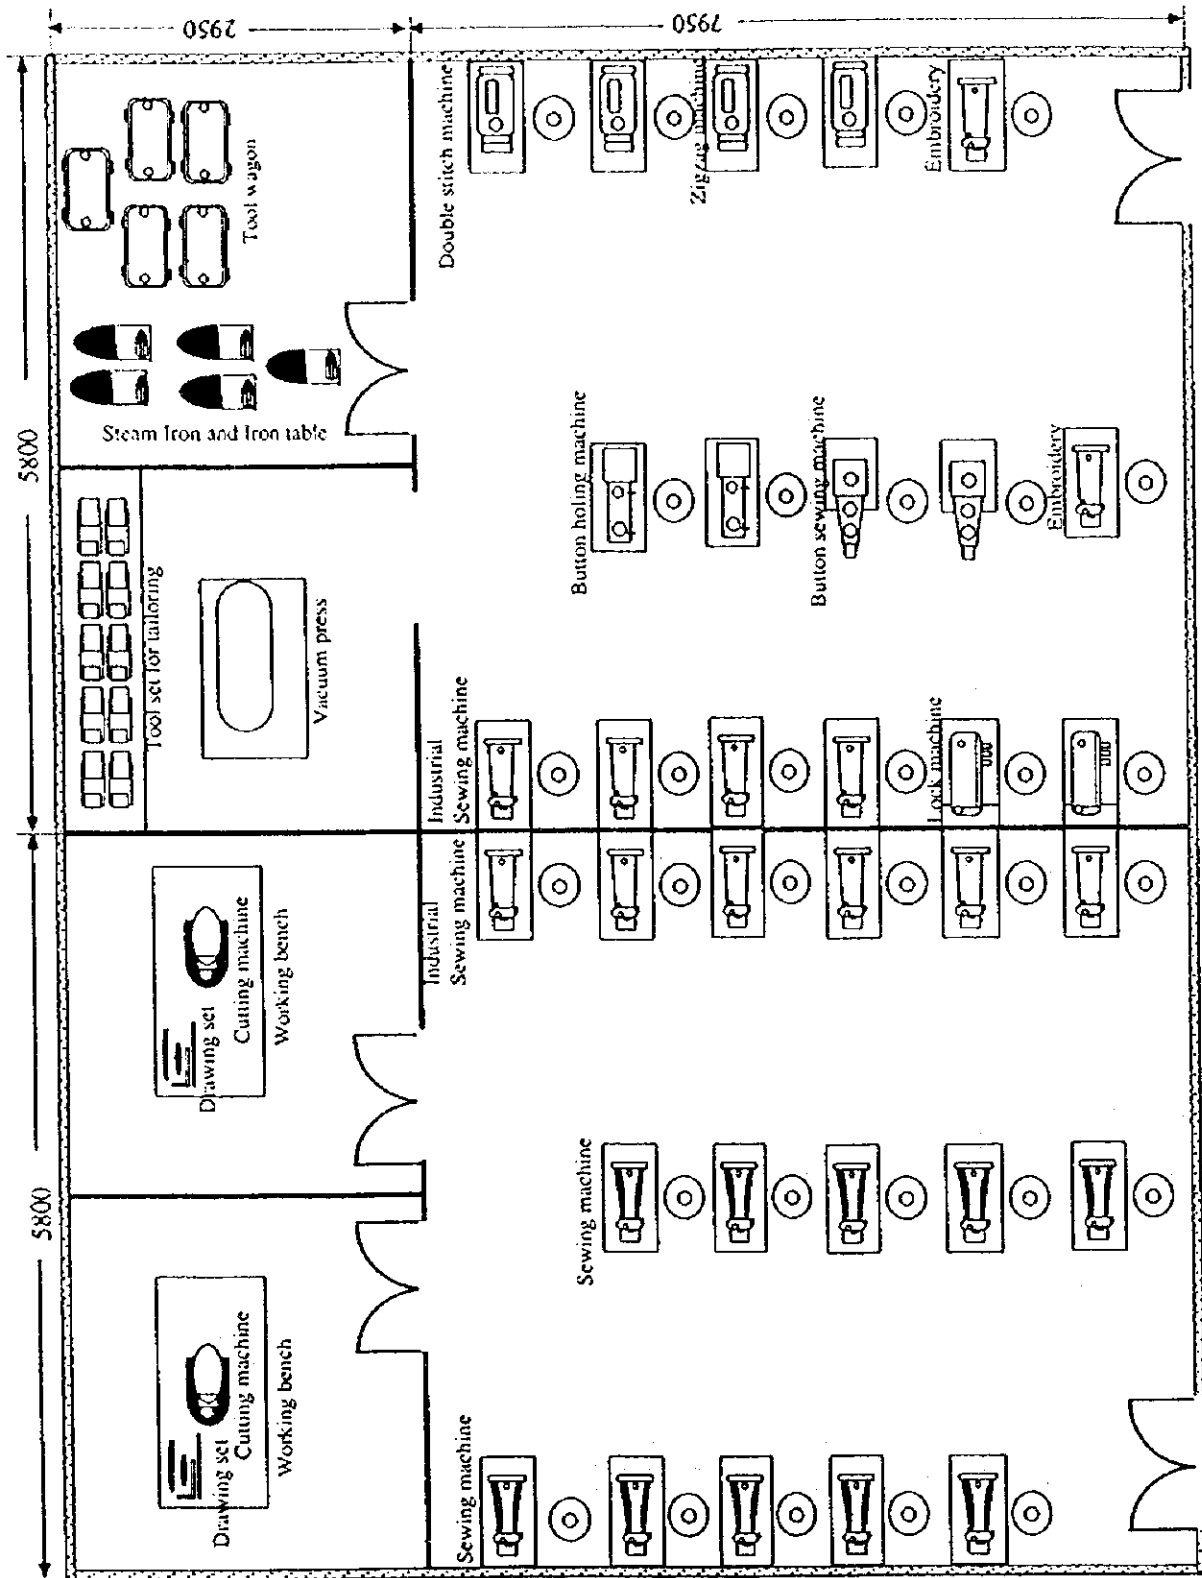 2950
7950
5800
5800
Tool wagon
Steam Iron and Iron table
Tool set for tailoring
Vacuum press
Drawing set
Cutting machine
Working bench
Drawing set
Cutting machine
Working bench
Double stitch machine
Zigzag machine
Embroidery
Button holing machine
Button sewing machine
Embroidery
Industrial
Sewing machine
Lock machine
Industrial
Sewing machine
Sewing machine
Sewing machine